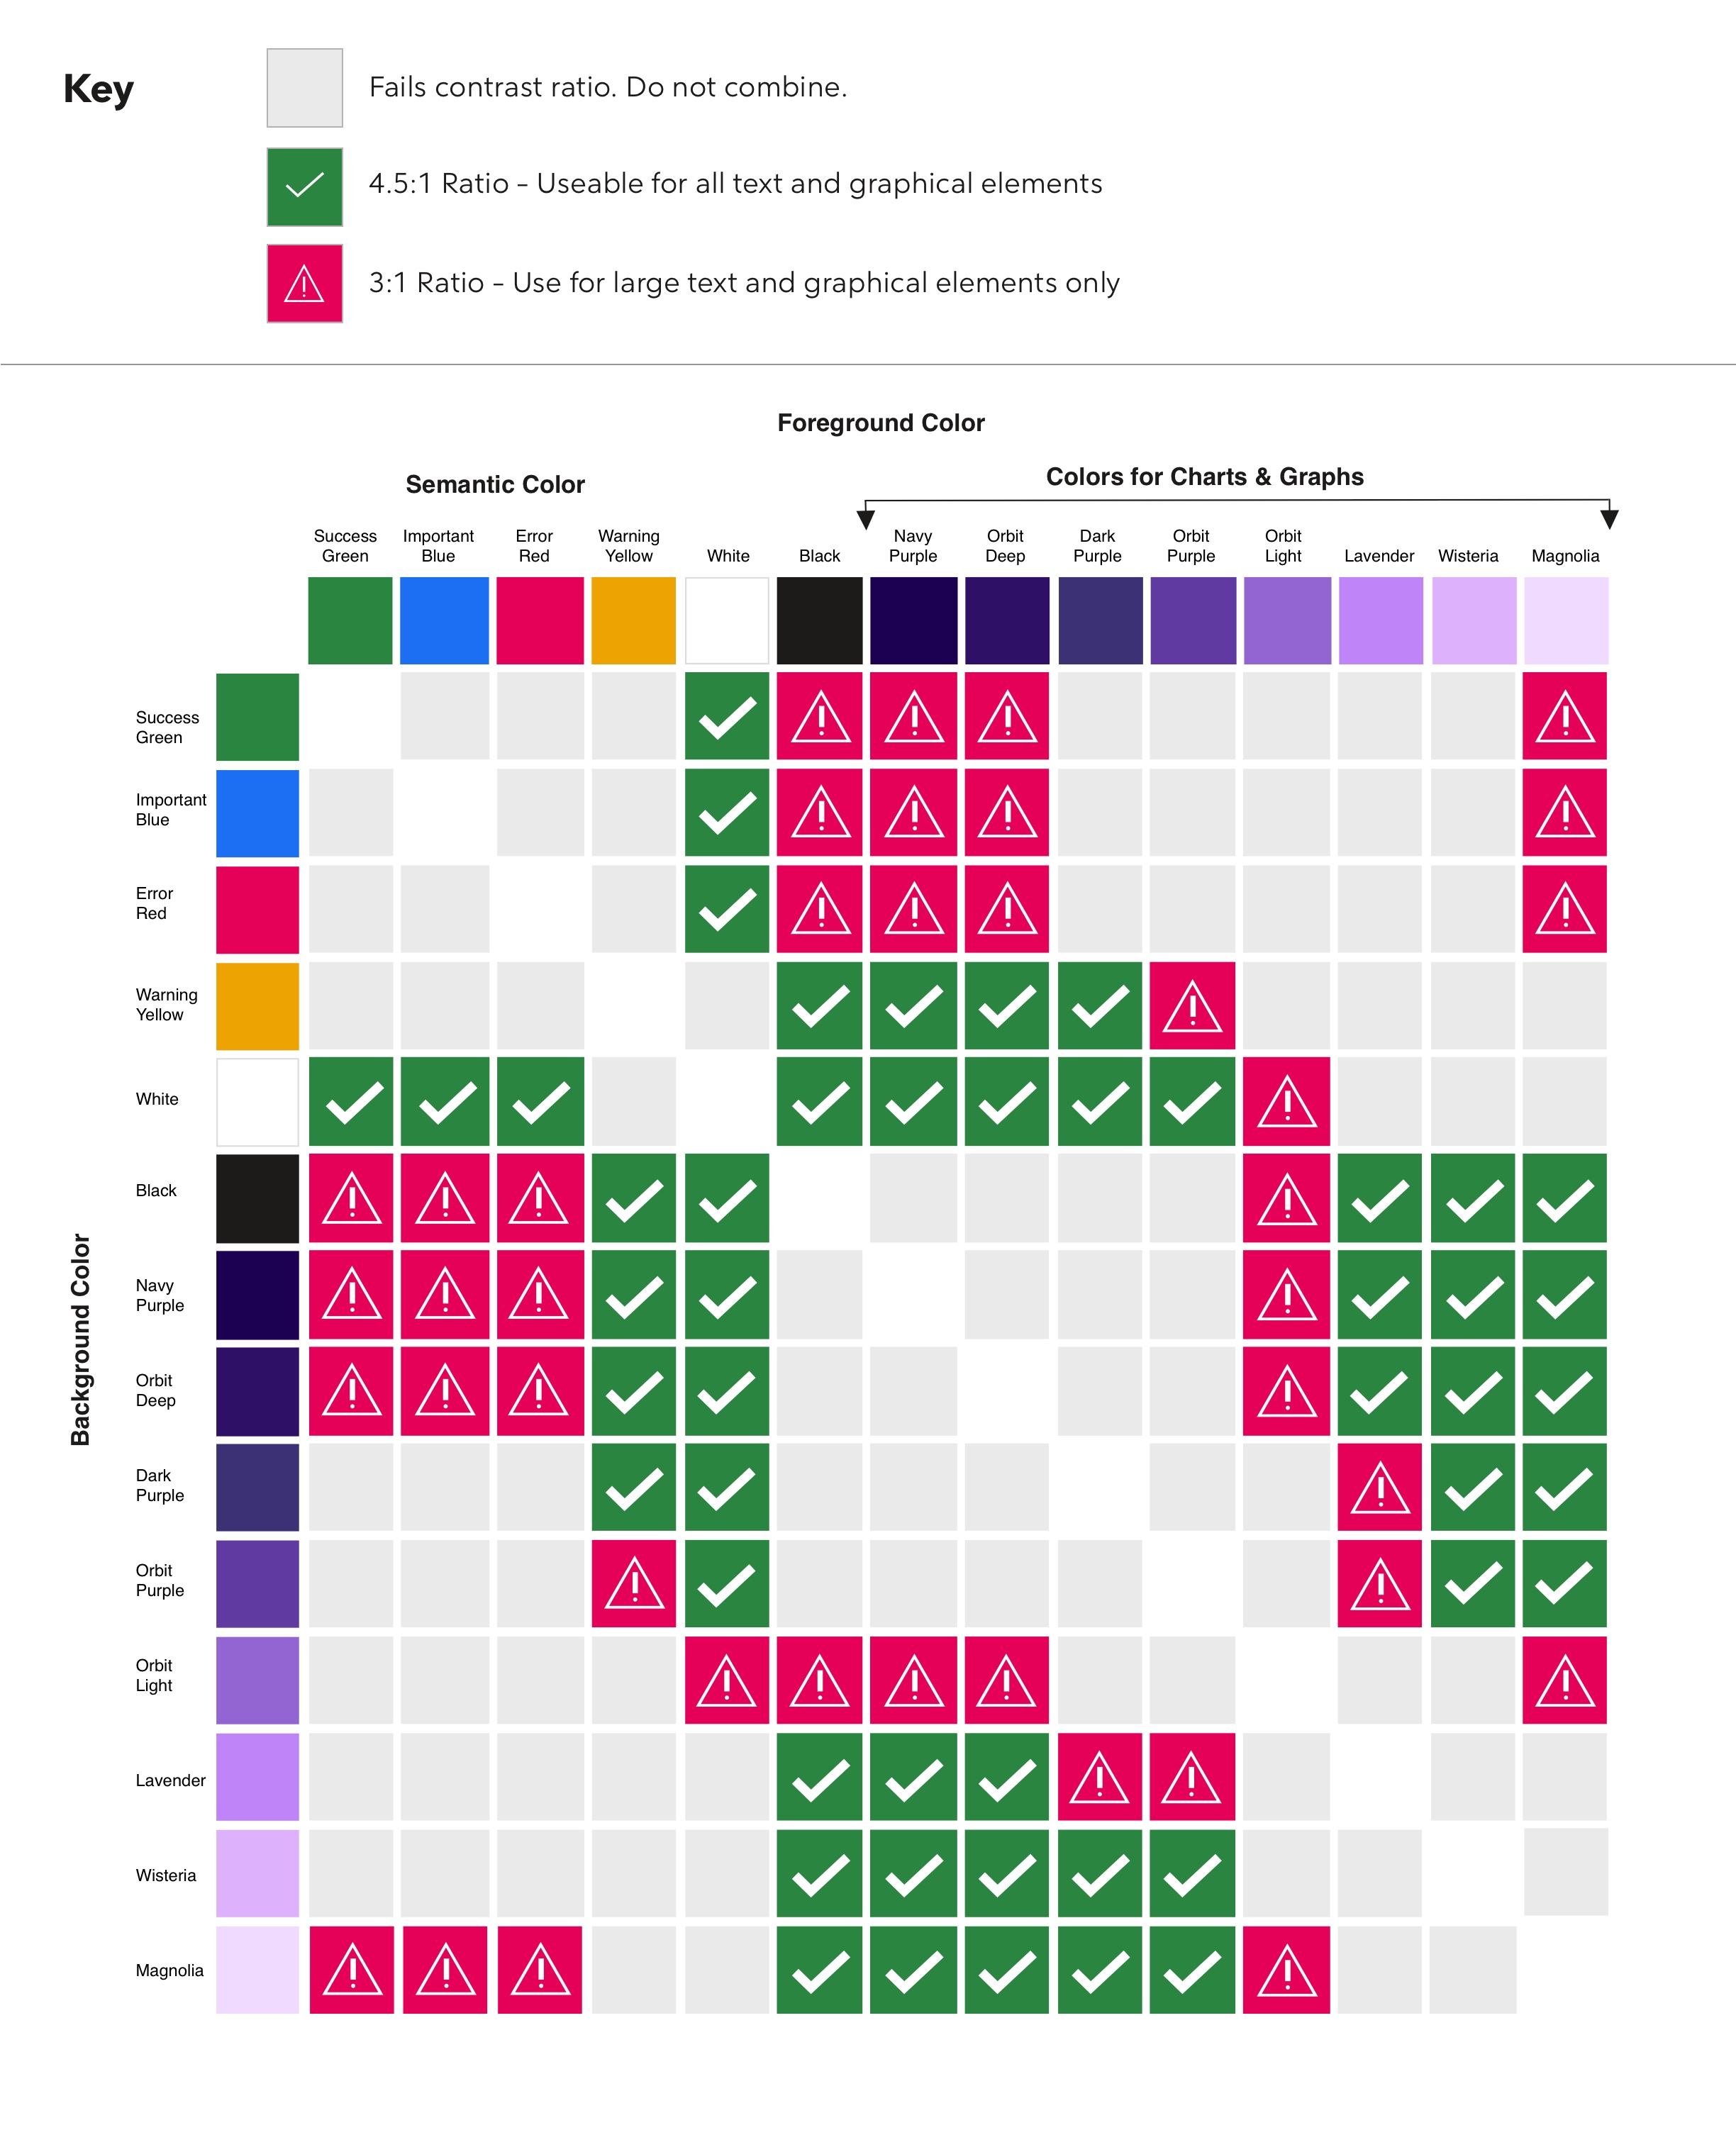 Key
Fails contrast ratio. Do not combine.
4.5:1 Ratio - Useable for all text and graphical elements
3:1 Ratio - Use for large text and graphical elements only
Foreground Color
Semantic Color
Colors for Charts & Graphs
Success
Green
Important
Blue
Error
Red
Warning
Yellow
White
Black
Navy
Purple
Orbit
Deep
Dark
Purple
Orbit
Purple
Orbit
Light
Lavender
Wisteria
Magnolia
Background Color
Success
Green
Important
Blue
Error
Red
Warning
Yellow
White
Black
Navy
Purple
Orbit
Deep
Dark
Purple
Orbit
Purple
Orbit
Light
Lavender
Wisteria
Magnolia